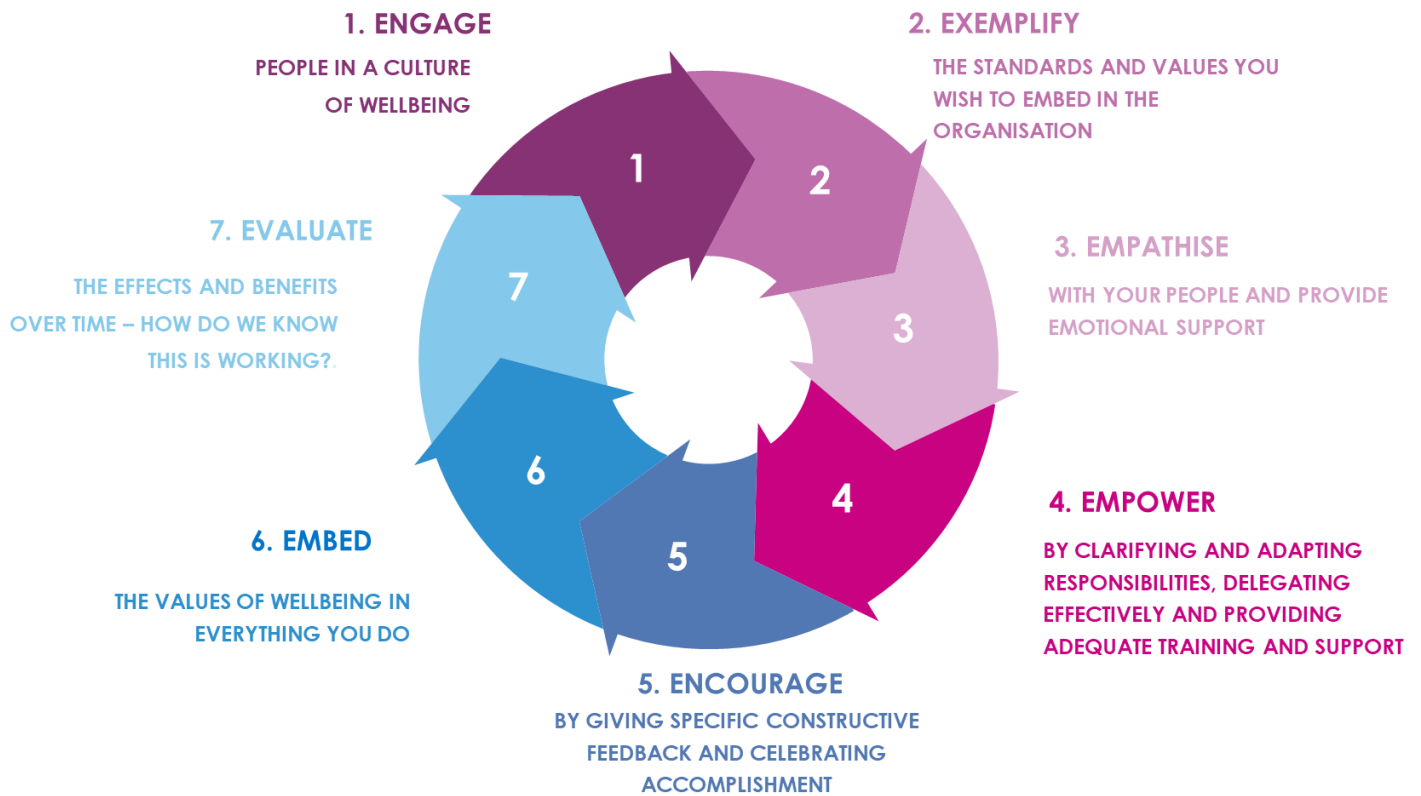 1. ENGAGE
PEOPLE IN A CULTURE
OF WELLBEING
2. EXEMPLIFY
THE STANDARDS AND VALUES YOU
WISH TO EMBED IN THE
ORGANISATION
3. EMPATHISE
WITH YOUR PEOPLE AND PROVIDE
EMOTIONAL SUPPORT
4. EMPOWER
BY CLARIFYING AND ADAPTING
RESPONSIBILITIES, DELEGATING
EFFECTIVELY AND PROVIDING
ADEQUATE TRAINING AND SUPPORT
5. ENCOURAGE
BY GIVING SPECIFIC CONSTRUCTIVE
FEEDBACK AND CELEBRATING
ACCOMPLISHMENT
6. EMBED
THE VALUES OF WELLBEING IN
EVERYTHING YOU DO
7. EVALUATE
THE EFFECTS AND BENEFITS
OVER TIME – HOW DO WE KNOW
THIS IS WORKING?.
1
2
3
4
5
6
7